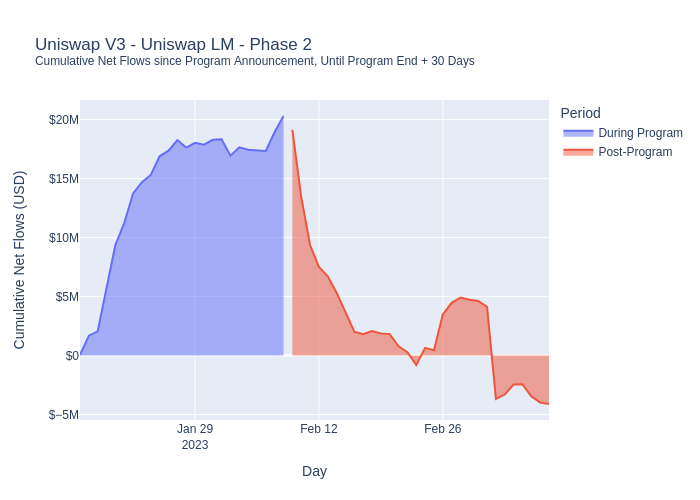 Uniswap V3 - Uniswap LM - Phase 2
Cumulative Net Flows since Program Announcement, Until Program End + 30 Days
Period
During Program
Post-Program
Cumulative Net Flows (USD)
$20M
$15M
$10M
$5M
$0
$−5M
Jan 29
2023
Feb 12
Feb 26
Day